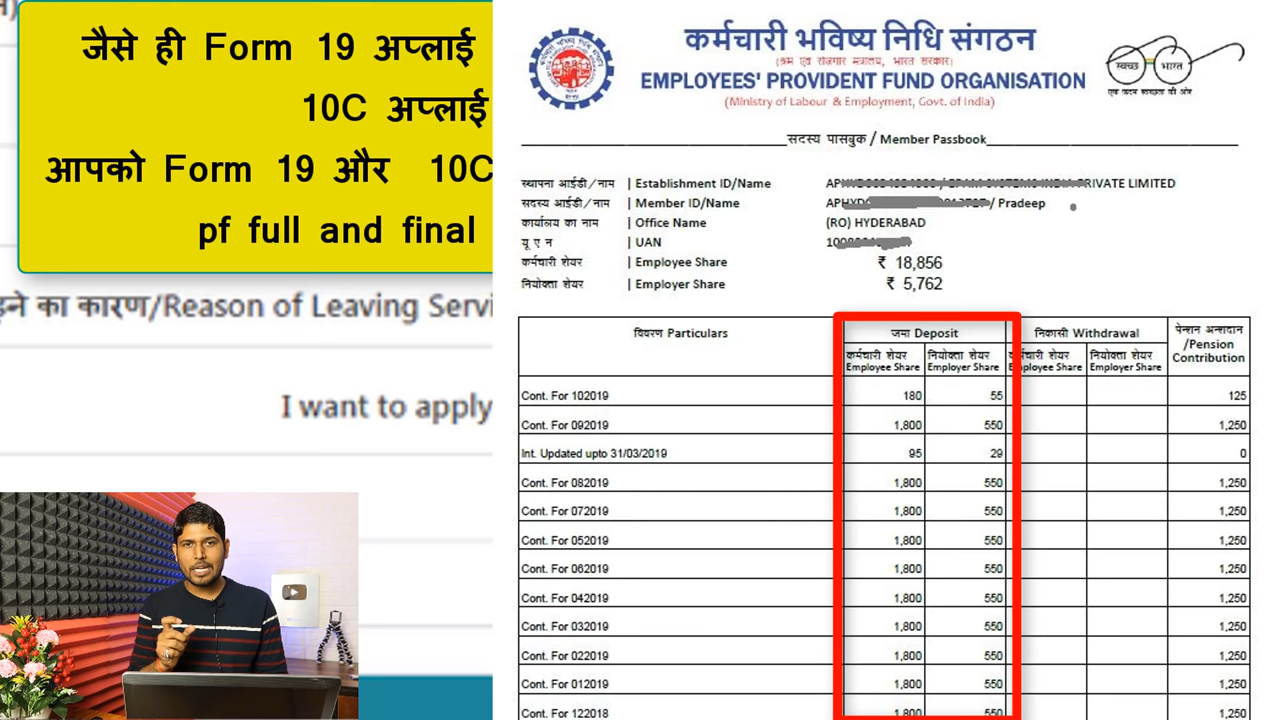 जैसे ही Form 19 अप्लाई
10C अप्लाई
आपको Form 19 और 10C
pf full and final
का कारण/Reason of Leaving Servi
I want to apply
कर्मचारी भविष्य निधि संगठन
(श्रम एवं रोजगार मंत्रालय, भारत सरकार)
EMPLOYEES' PROVIDENT FUND ORGANISATION
(Ministry of Labour & Employment, Govt. of India)
स्वच्छ भारत
एक कदम स्वच्छता की ओर
सदस्य पासबुक / Member Passbook
स्थापना आईडी/नाम | Establishment ID/Name PRIVATE LIMITED
सदस्य आईडी/नाम | Member ID/Name / Pradeep
कार्यालय का नाम | Office Name (RO) HYDERABAD
यू ए न | UAN
कर्मचारी शेयर | Employee Share ₹ 18,856
नियोक्ता शेयर | Employer Share ₹ 5,762
विवरण Particulars जमा Deposit निकासी Withdrawal पेन्शन अन्शदान /Pension Contribution
कर्मचारी शेयर Employee Share नियोक्ता शेयर Employer Share कर्मचारी शेयर Employee Share नियोक्ता शेयर Employer Share
Cont. For 102019 180 55 125
Cont. For 092019 1,800 550 1,250
Int. Updated upto 31/03/2019 95 29 0
Cont. For 082019 1,800 550 1,250
Cont. For 072019 1,800 550 1,250
Cont. For 052019 1,800 550 1,250
Cont. For 062019 1,800 550 1,250
Cont. For 042019 1,800 550 1,250
Cont. For 032019 1,800 550 1,250
Cont. For 022019 1,800 550 1,250
Cont. For 012019 1,800 550 1,250
Cont. For 122018 1,800 550 1,250